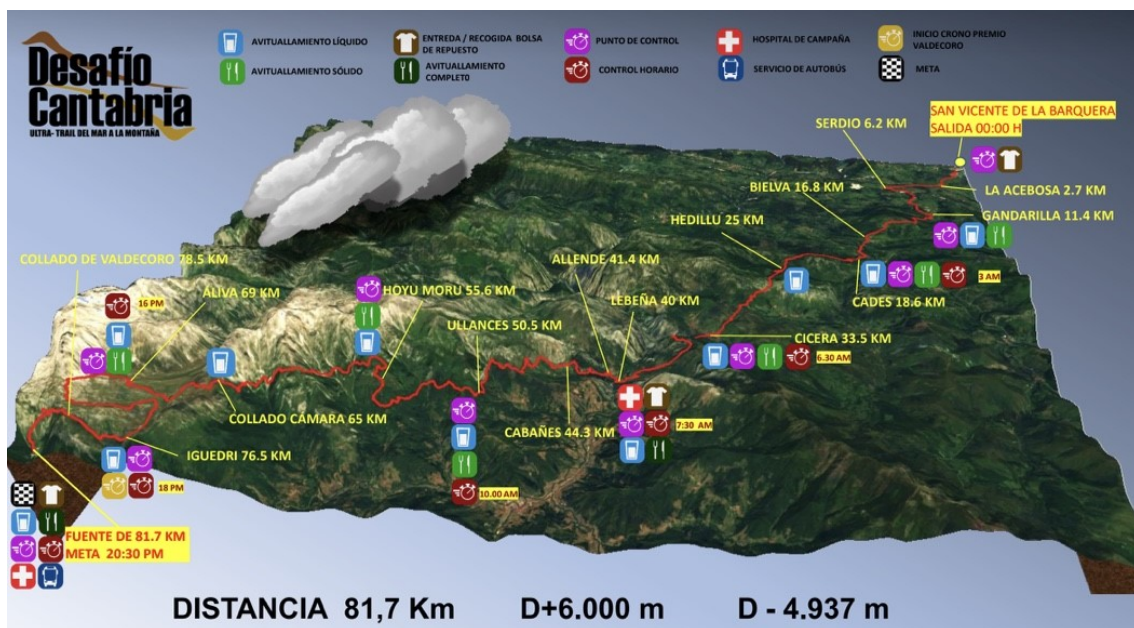 Desafío
Cantabria
ULTRA- TRAIL DEL MAR A LA MONTAÑA
AVITUALLAMIENTO LÍQUIDO
ENTREDA / RECOGIDA BOLSA
DE REPUESTO
PUNTO DE CONTROL
HOSPITAL DE CAMPAÑA
INICIO CRONO PREMIO
VALDECORO
AVITUALLAMIENTO SÓLIDO
AVITUALLAMIENTO
COMPLET0
CONTROL HORARIO
SERVICIO DE AUTOBÚS
META
SAN VICENTE DE LA BARQUERA
SALIDA 00:00 H
SERDIO 6.2 KM
LA ACEBOSA 2.7 KM
BIELVA 16.8 KM
GANDARILLA 11.4 KM
HEDILLU 25 KM
COLLADO DE VALDECORO 78.5 KM
ALLENDE 41.4 KM
3 AM
ALIVA 69 KM
HOYU MORU 55.6 KM
LEBEÑA 40 KM
CADES 18.6 KM
16 PM
ULLANCES 50.5 KM
CICERA 33.5 KM
6.30 AM
COLLADO CÁMARA 65 KM
CABAÑES 44.3 KM
7:30 AM
IGUEDRI 76.5 KM
18 PM
10.00 AM
FUENTE DE 81.7 KM
META 20:30 PM
DISTANCIA 81,7 Km D+6.000 m D - 4.937 m